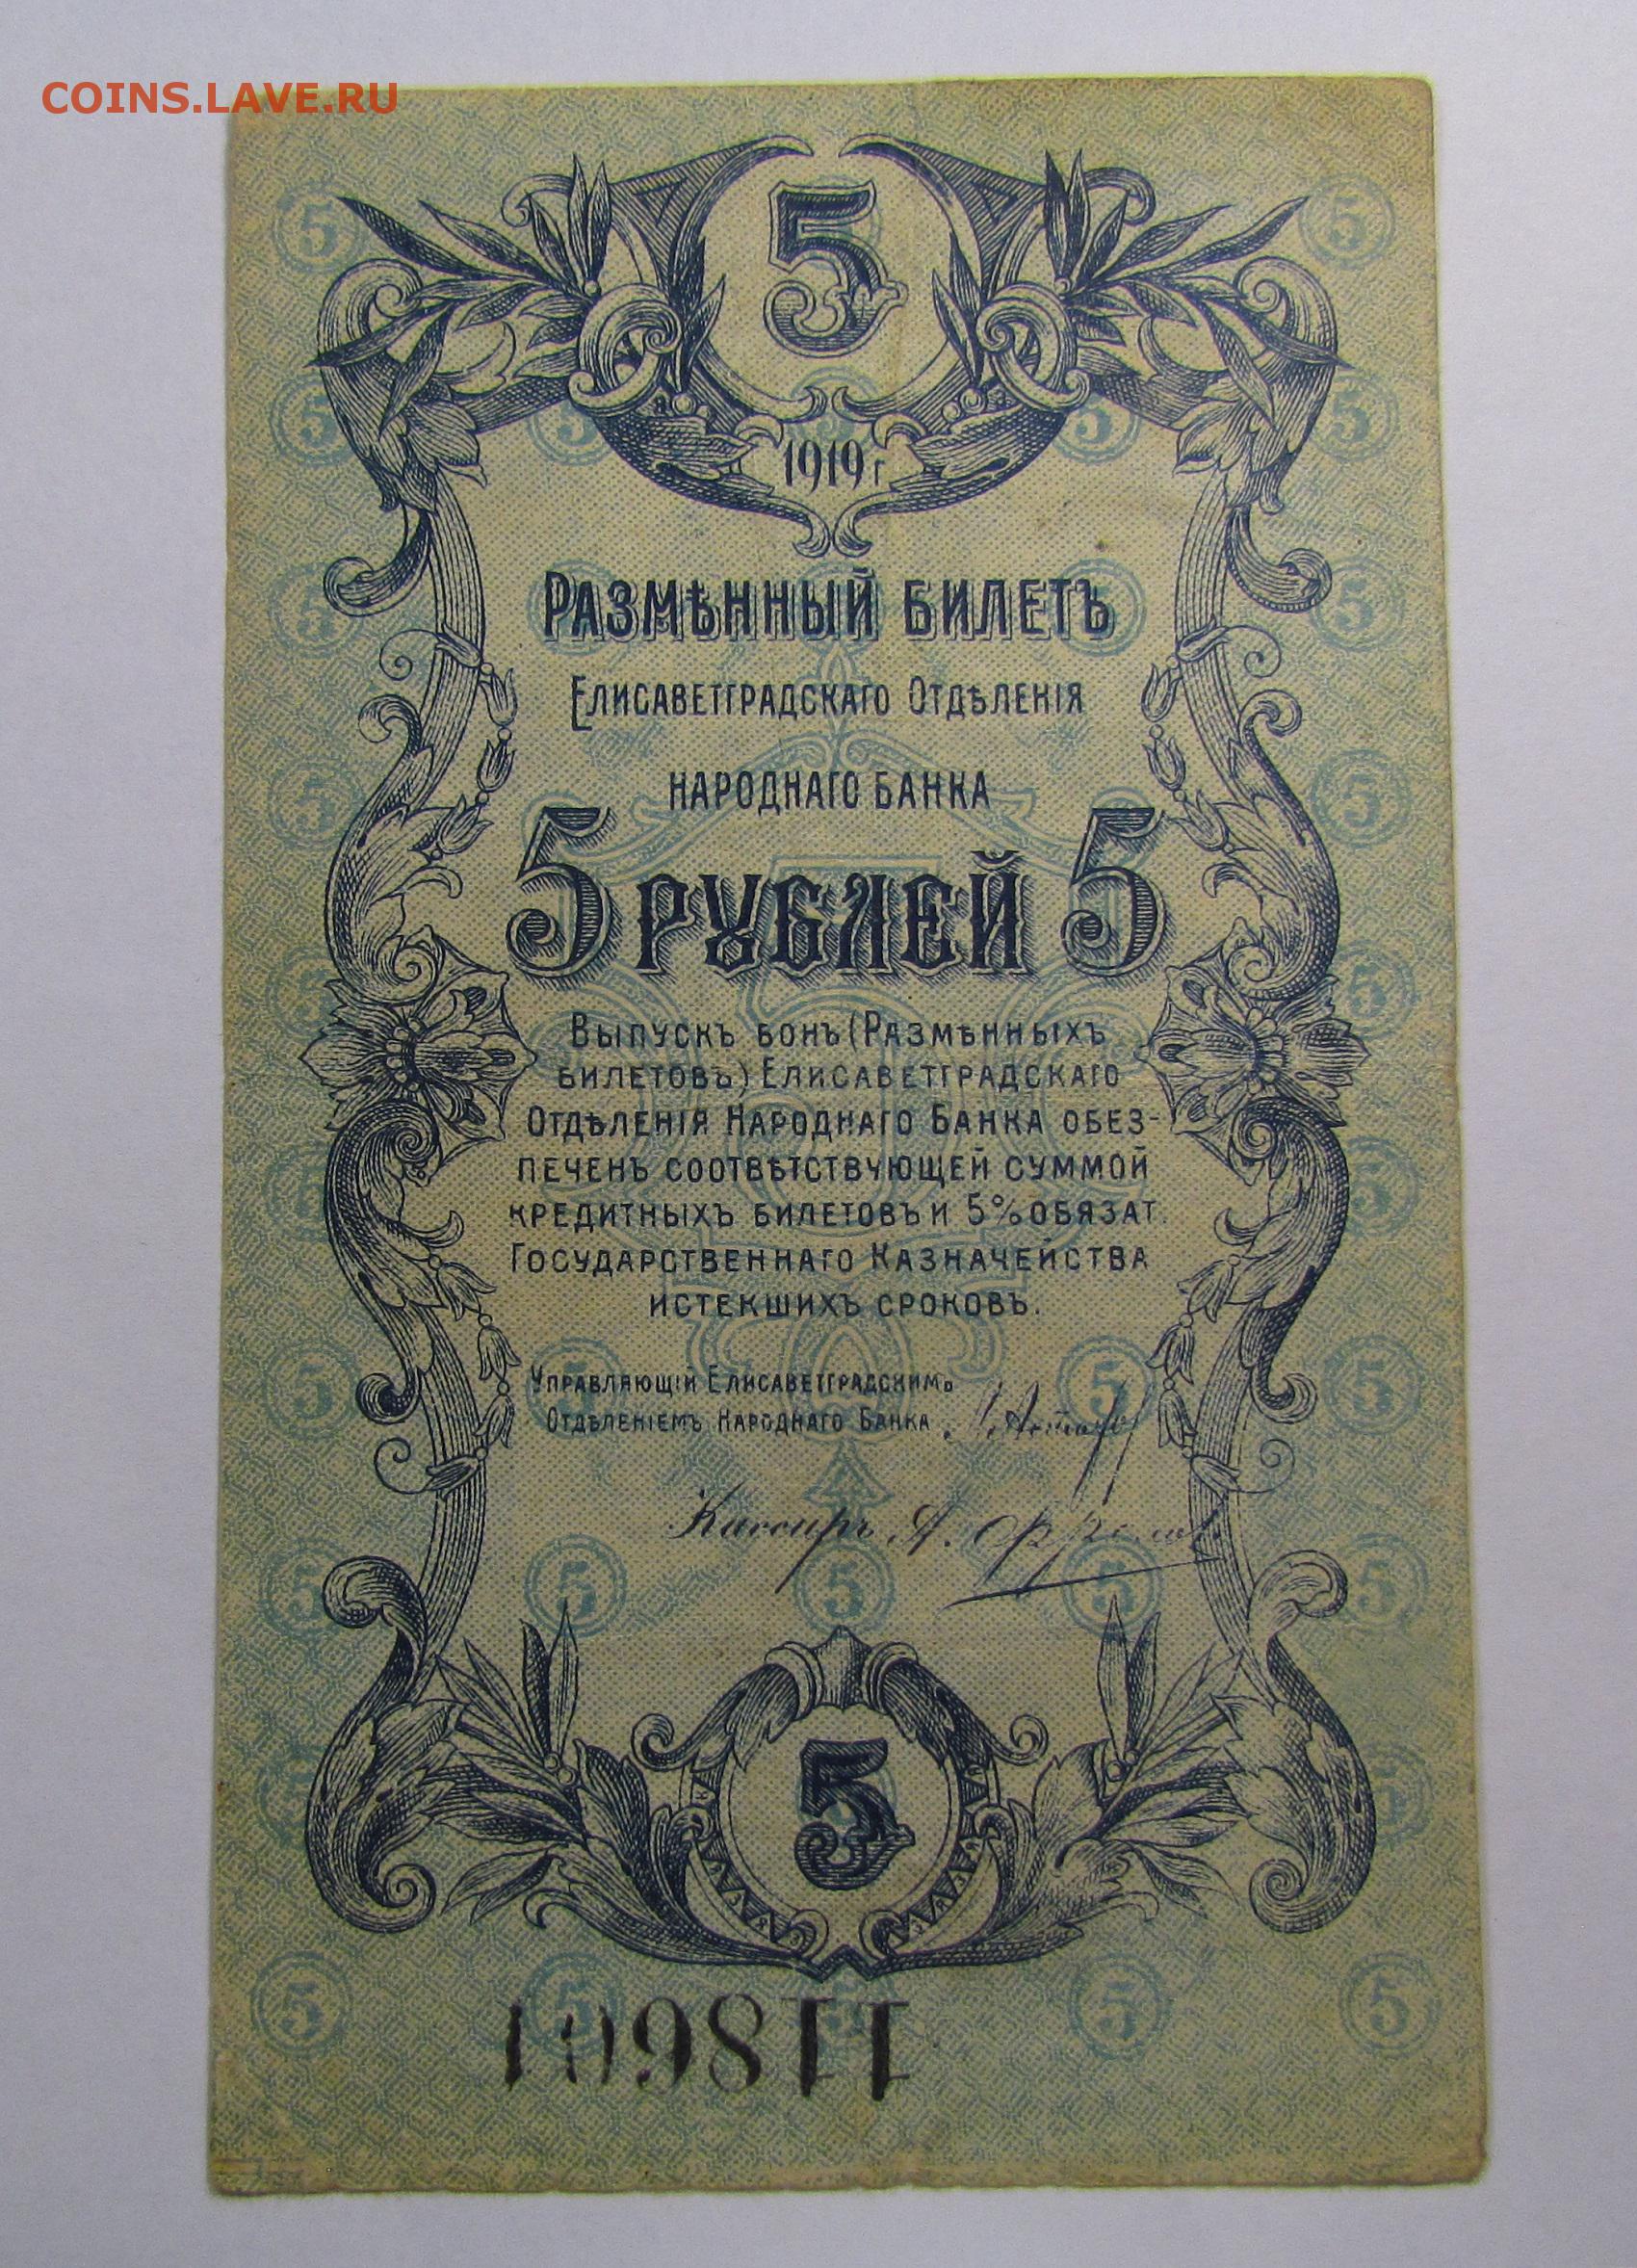 COINS.LAVE.RU
5
1919 г
РАЗМѢННЫЙ БИЛЕТЪ
ЕЛИСАВЕТГРАДСКАГО ОТДѢЛЕНІЯ
НАРОДНАГО БАНКА
5 РУБЛЕЙ 5
ВЫПУСКЪ БОНЪ (РАЗМѢННЫХЪ
БИЛЕТОВЪ) ЕЛИСАВЕТГРАДСКАГО
ОТДѢЛЕНІЯ НАРОДНАГО БАНКА ОБЕЗ-
ПЕЧЕНЪ СООТВѢТСТВУЮЩЕЙ СУММОЙ
КРЕДИТНЫХЪ БИЛЕТОВЪ И 5% ОБЯЗАТ.
ГОСУДАРСТВЕННАГО КАЗНАЧЕЙСТВА
ИСТЕКШИХЪ СРОКОВЪ.
УПРАВЛЯЮЩІЙ ЕЛИСАВЕТГРАДСКИМЪ
ОТДѢЛЕНІЕМЪ НАРОДНАГО БАНКА
Кассиръ А.
5
118601